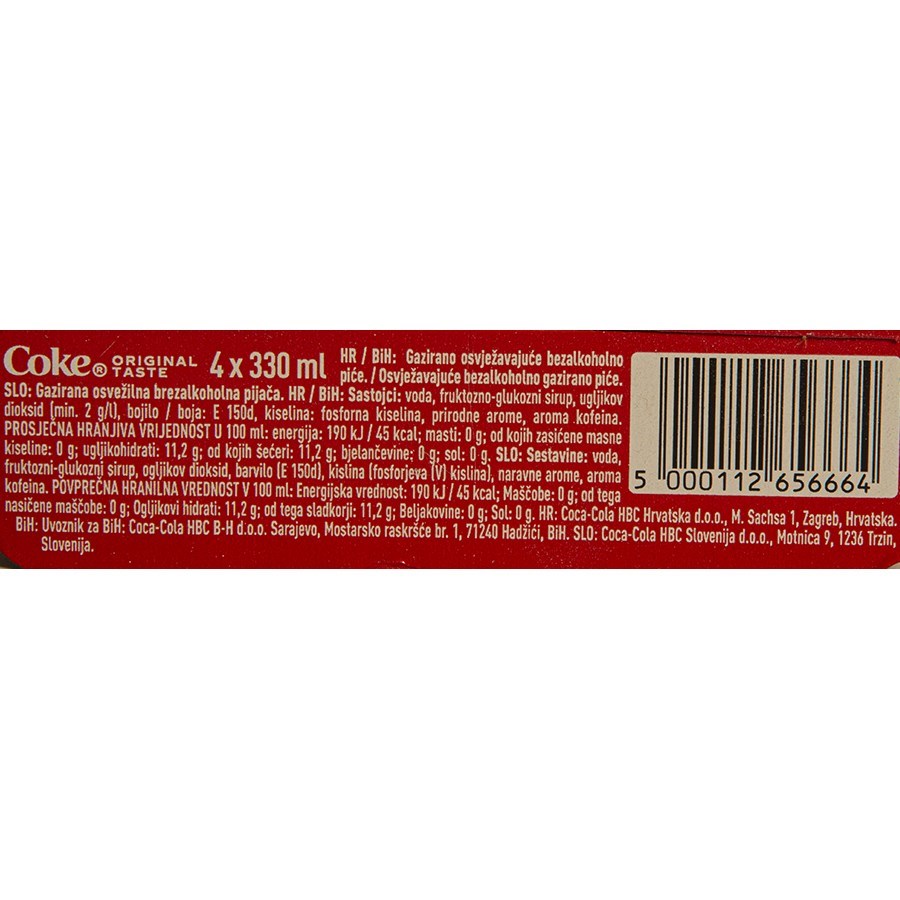 Coke® ORIGINAL TASTE 4 x 330 ml HR / BiH: Gazirano osvježavajuće bezalkoholno
piće. / Osvježavajuće bezalkoholno gazirano piće.
SLO: Gazirana osvežilna brezalkoholna pijača. HR / BiH: Sastojci: voda, fruktozno-glukozni sirup, ugljikov
dioksid (min. 2 g/l), bojilo / boja: E 150d, kiselina: fosforna kiselina, prirodne arome, aroma kofeina.
PROSJEČNA HRANJIVA VRIJEDNOST U 100 ml: energija: 190 kJ / 45 kcal; masti: 0 g; od kojih zasićene masne
kiseline: 0 g; ugljikohidrati: 11,2 g; od kojih šećeri: 11,2 g; bjelančevine: 0 g; sol: 0 g. SLO: Sestavine: voda,
fruktozni-glukozni sirup, ogljikov dioksid, barvilo (E 150d), kislina (fosforjeva (V) kislina), naravne arome, aroma
kofeina. POVPREČNA HRANILNA VREDNOST V 100 ml: Energijska vrednost: 190 kJ / 45 kcal; Maščobe: 0 g; od tega
nasičene maščobe: 0 g; Ogljikovi hidrati: 11,2 g; od tega sladkorji: 11,2 g; Beljakovine: 0 g; Sol: 0 g. HR: Coca-Cola HBC Hrvatska d.o.o., M. Sachsa 1, Zagreb, Hrvatska.
BiH: Uvoznik za BiH: Coca-Cola HBC B-H d.o.o. Sarajevo, Mostarsko raskršće br. 1, 71240 Hadžići, BiH. SLO: Coca-Cola HBC Slovenija d.o.o., Motnica 9, 1236 Trzin,
Slovenija.
5 000112 656664